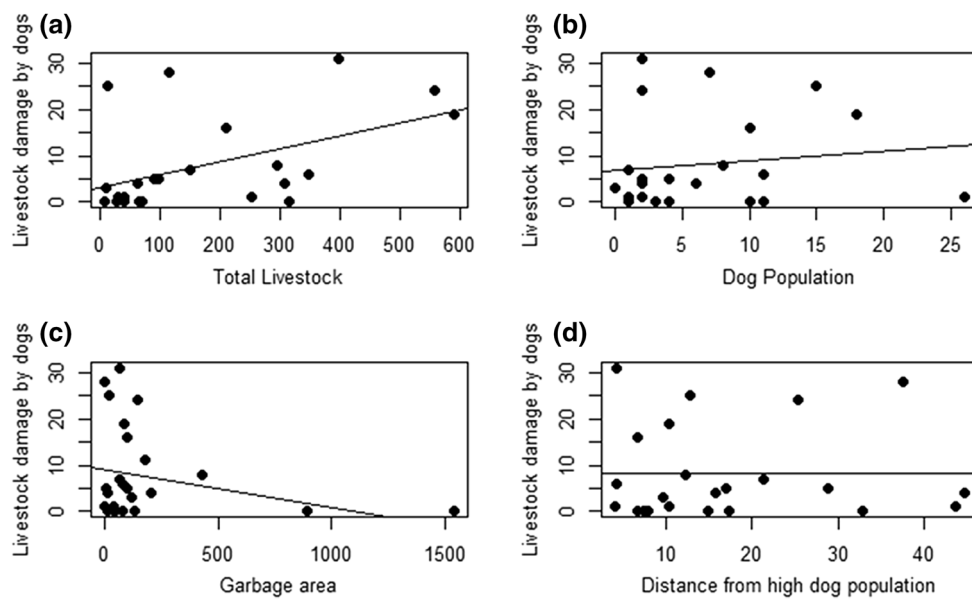 (a)
Livestock damage by dogs
30
20
10
0
0 100 200 300 400 500 600
Total Livestock
(b)
Livestock damage by dogs
30
20
10
0
0 5 10 15 20 25
Dog Population
(c)
Livestock damage by dogs
30
20
10
0
0 500 1000 1500
Garbage area
(d)
Livestock damage by dogs
30
20
10
0
10 20 30 40
Distance from high dog population